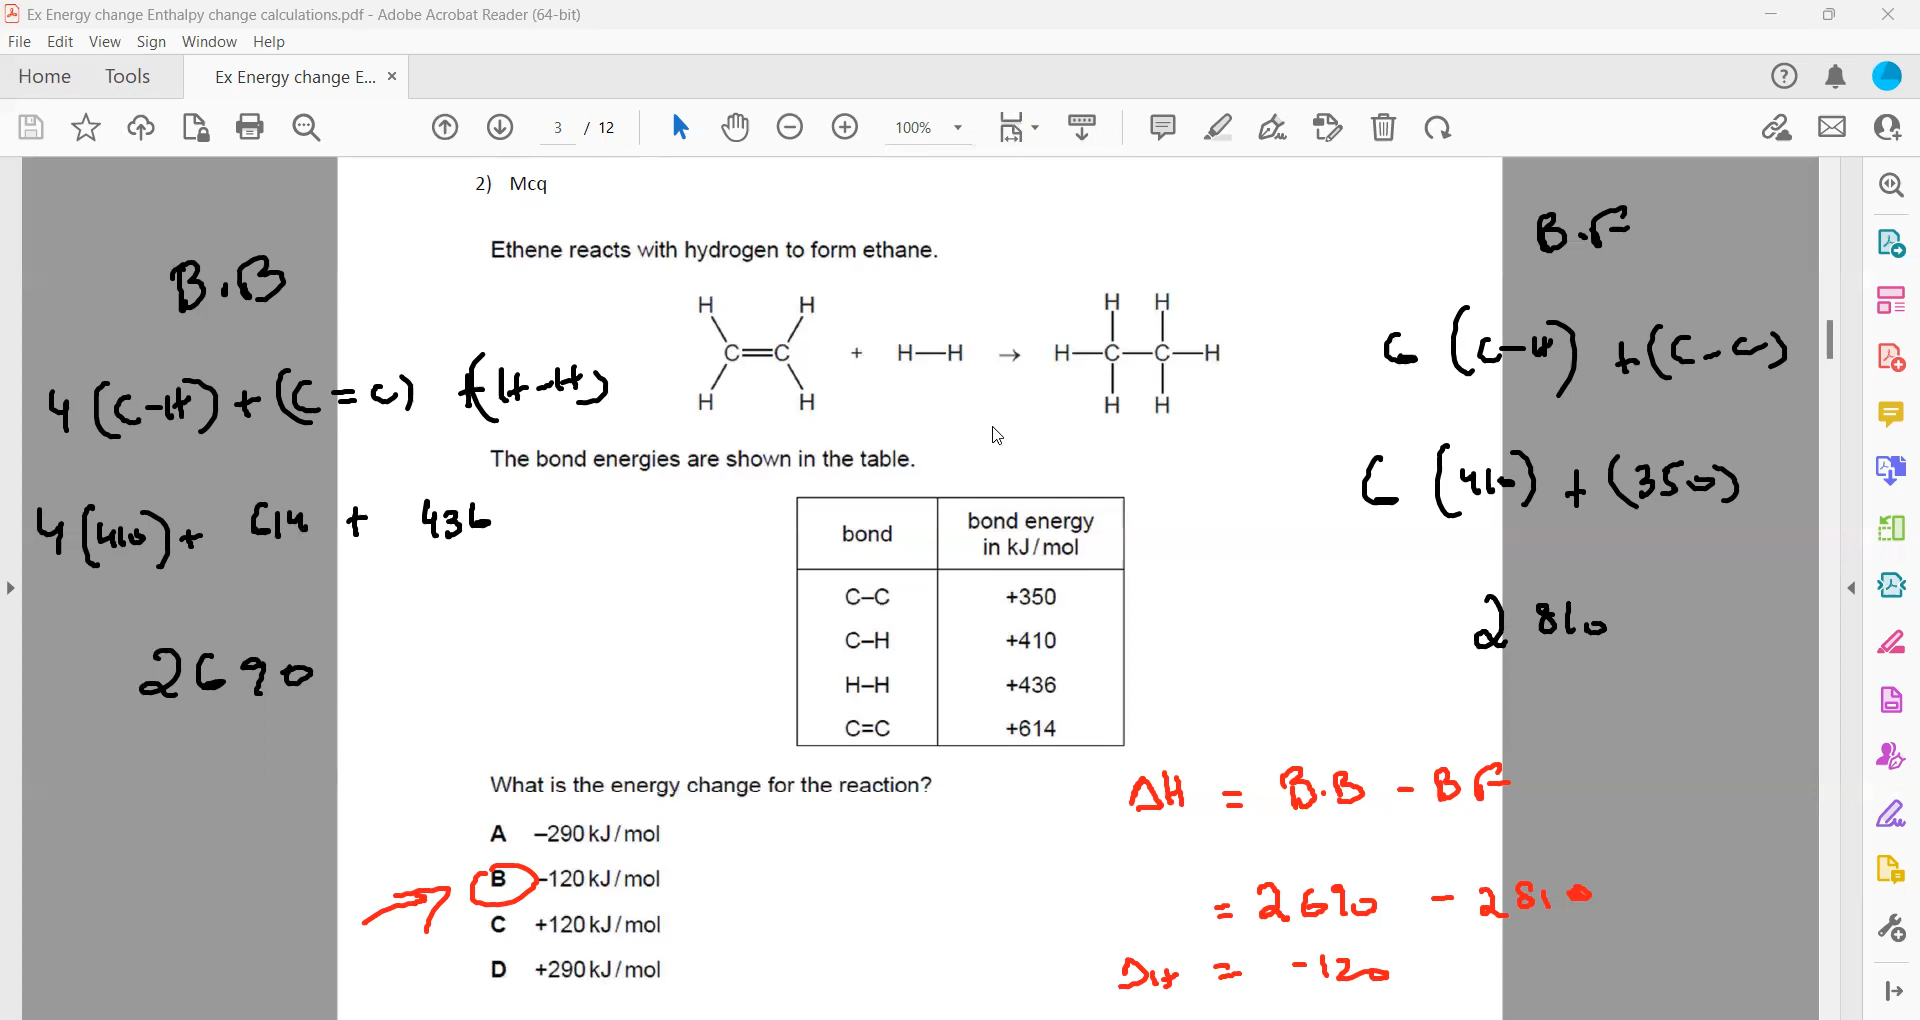 Ex Energy change Enthalpy change calculations.pdf - Adobe Acrobat Reader (64-bit)
File Edit View Sign Window Help
Home Tools Ex Energy change E... ×
3 / 12 100%
2) Mcq
Ethene reacts with hydrogen to form ethane.
B.B
4 (C-H) + (C=C) + (H-H)
4(410) + 614 + 436
2690
H H
C=C
H H
+ H—H →
H H
H—C—C—H
H H
B.F
6 (C-H) + (C-C)
6 (410) + (350)
2810
The bond energies are shown in the table.
bond bond energy in kJ/mol
C–C +350
C–H +410
H–H +436
C=C +614
What is the energy change for the reaction?
A –290 kJ/mol
B –120 kJ/mol
C +120 kJ/mol
D +290 kJ/mol
ΔH = B.B - BF
= 2690 - 2810
ΔH = -120